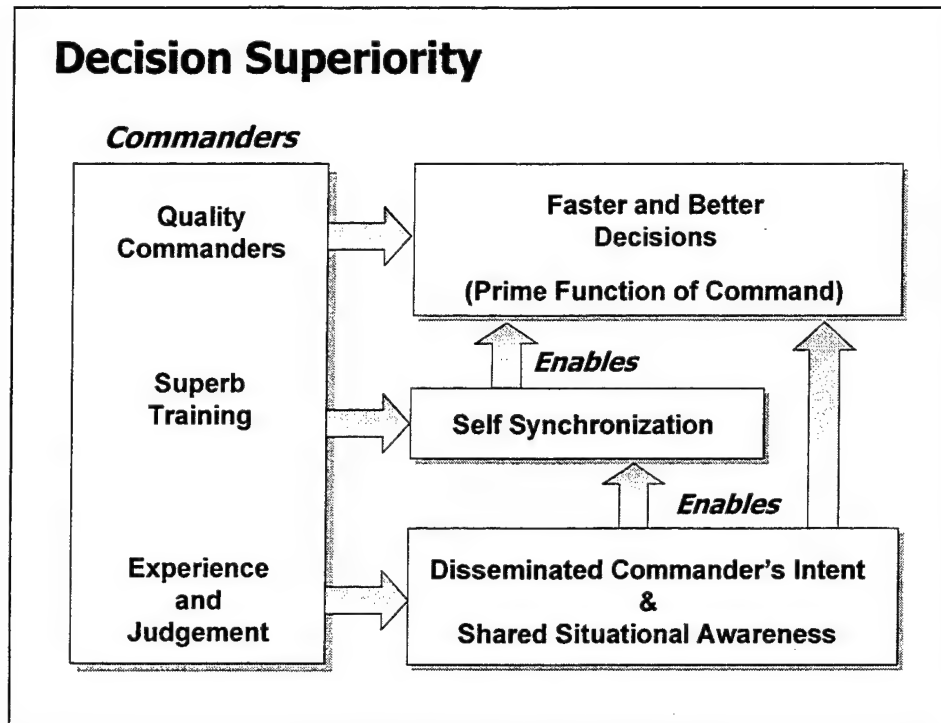 Decision Superiority
Commanders
Quality
Commanders
Superb
Training
Experience
and
Judgement
Faster and Better
Decisions
(Prime Function of Command)
Enables
Self Synchronization
Enables
Disseminated Commander's Intent
&
Shared Situational Awareness